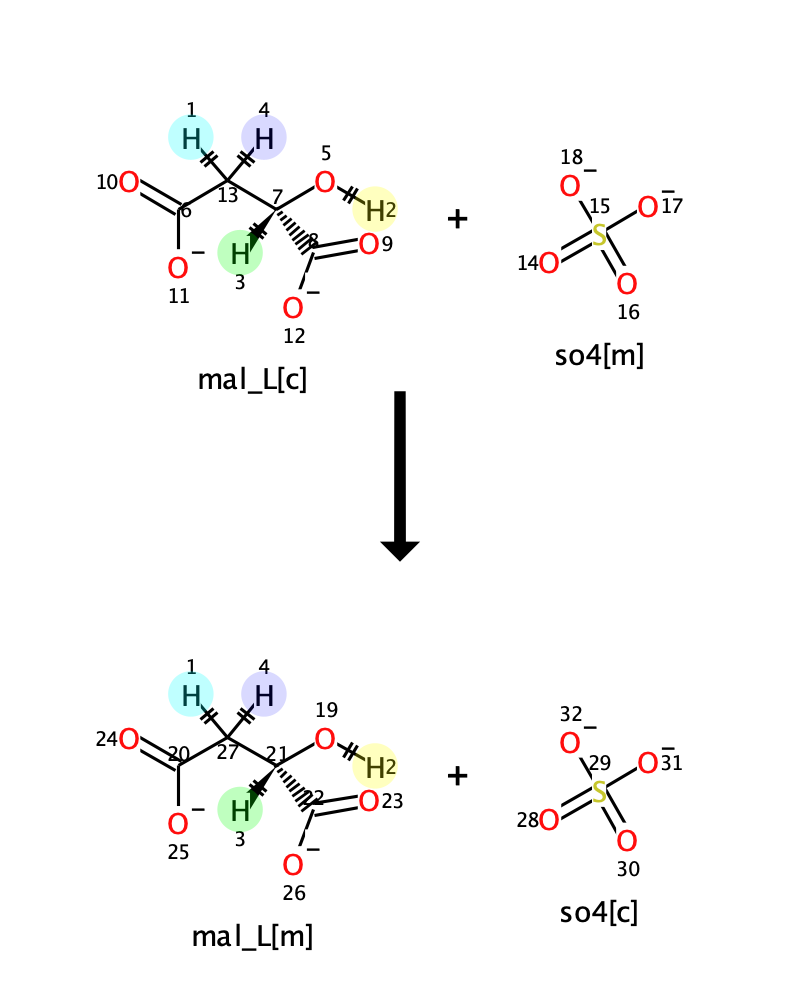 1 4
H H 5
10 O 6 13 7 O H2
O− H 8 O 9
11 3 O−
12
mal_L[c]
+
18
O− 15 O− 17
S
14 O O
16
so4[m]
1 4
H H 19
24 O 20 27 21 O H2
O− H 22 O 23
25 3 O−
26
mal_L[m]
+
32
O− 29 O− 31
S
28 O O
30
so4[c]